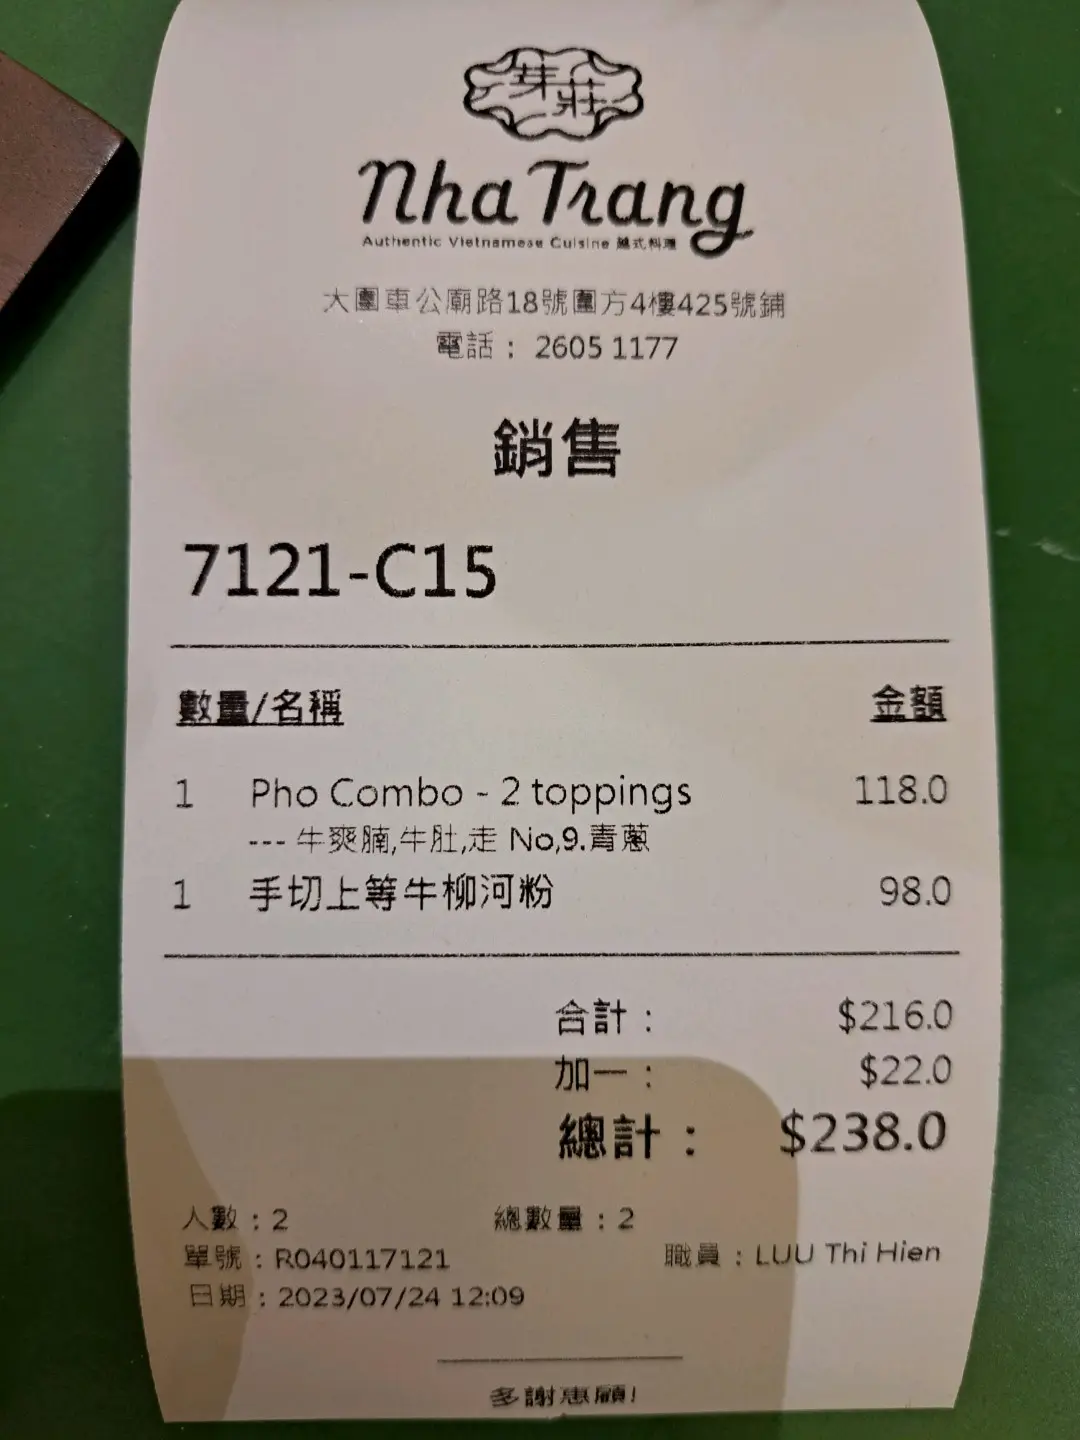 芽莊
Nha Trang
Authentic Vietnamese Cuisine 越式料理
大圍車公廟路18號圍方4樓425號鋪
電話： 2605 1177
銷售
7121-C15
數量/名稱 金額
1 Pho Combo - 2 toppings 118.0
--- 牛爽腩,牛肚,走 No,9.青蔥
1 手切上等牛柳河粉 98.0
合計： $216.0
加一： $22.0
總計： $238.0
人數：2 總數量：2
單號：R040117121 職員：LUU Thi Hien
日期：2023/07/24 12:09
多謝惠顧!